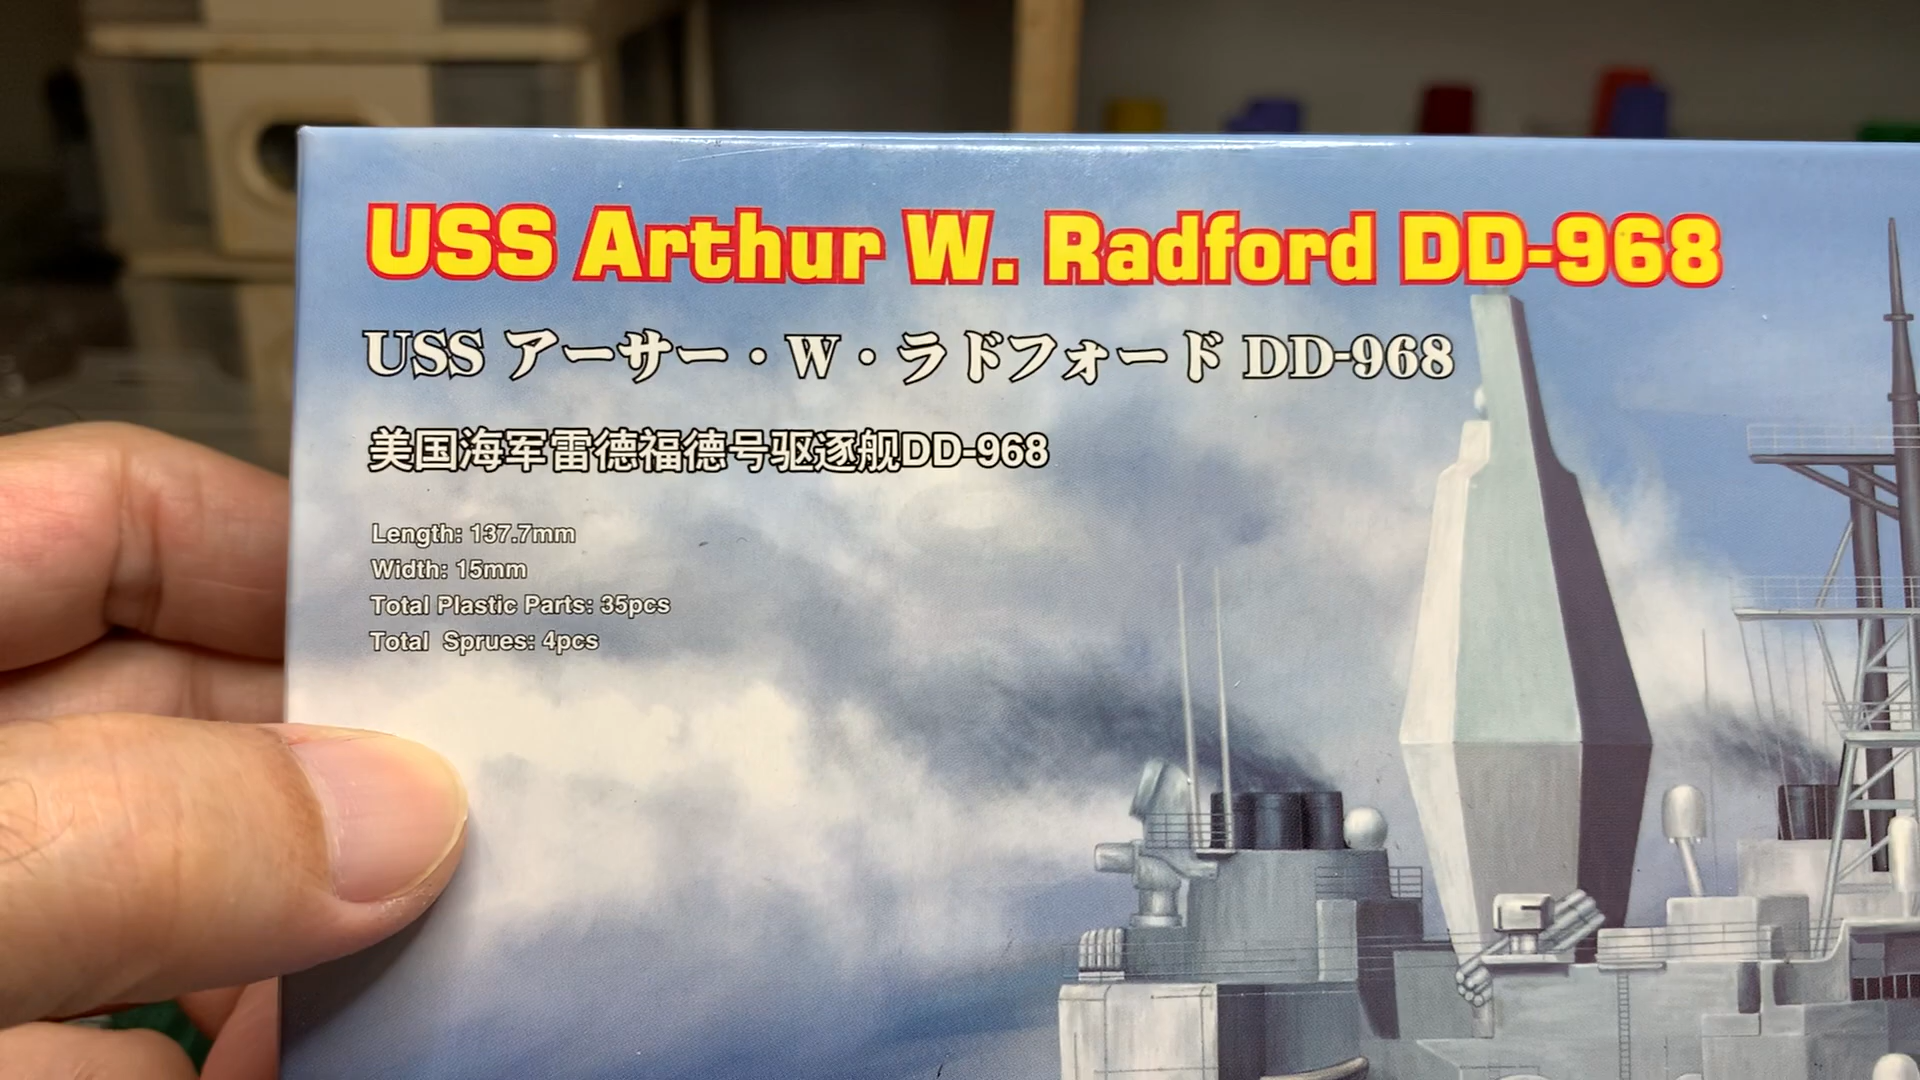 USS Arthur W. Radford DD-968
USS アーサー・W・ラドフォード DD-968
美国海军雷德福德号驱逐舰DD-968
Length: 137.7mm
Width: 15mm
Total Plastic Parts: 35pcs
Total Sprues: 4pcs